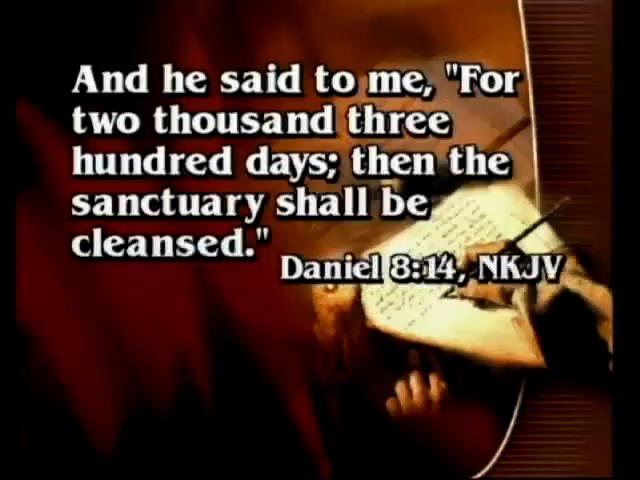 And he said to me, "For
two thousand three
hundred days; then the
sanctuary shall be
cleansed."
Daniel 8:14, NKJV